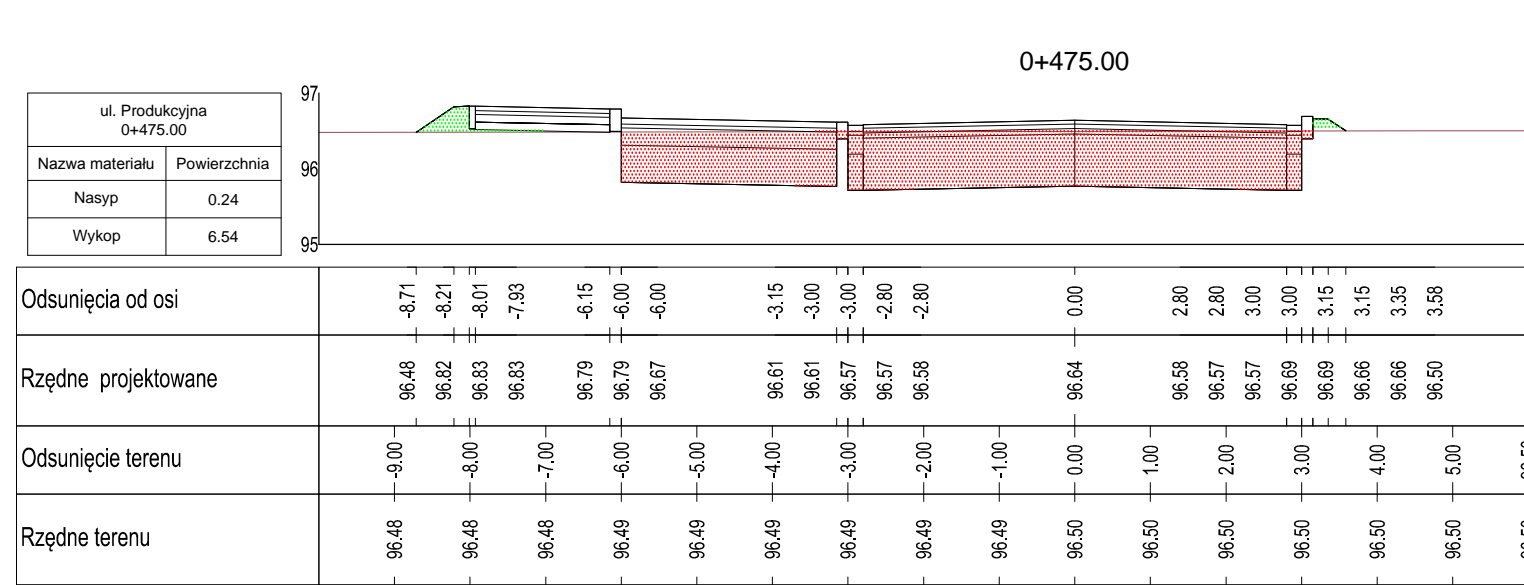 0+475.00
ul. Produkcyjna
0+475.00
Nazwa materiału Powierzchnia
Nasyp 0.24
Wykop 6.54
97
96
95
Odsunięcia od osi -8.71 -8.21 -8.01 -7.93 -6.15 -6.00 -6.00 -3.15 -3.00 -3.00 -2.80 -2.80 0.00 2.80 2.80 3.00 3.00 3.15 3.15 3.35 3.58
Rzędne projektowane 96.48 96.82 96.83 96.83 96.79 96.79 96.67 96.61 96.61 96.57 96.57 96.58 96.64 96.58 96.57 96.57 96.69 96.69 96.66 96.66 96.50
Odsunięcie terenu -9.00 -8.00 -7.00 -6.00 -5.00 -4.00 -3.00 -2.00 -1.00 0.00 1.00 2.00 3.00 4.00 5.00
Rzędne terenu 96.48 96.48 96.48 96.49 96.49 96.49 96.49 96.49 96.49 96.50 96.50 96.50 96.50 96.50 96.50